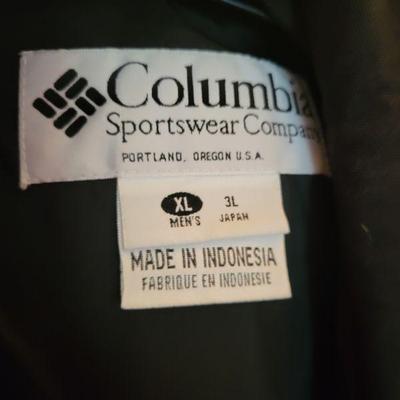 Columbia
Sportswear Company
PORTLAND, OREGON U.S.A.
XL 3L
MEN'S JAPAN
MADE IN INDONESIA
FABRIQUE EN INDONESIE